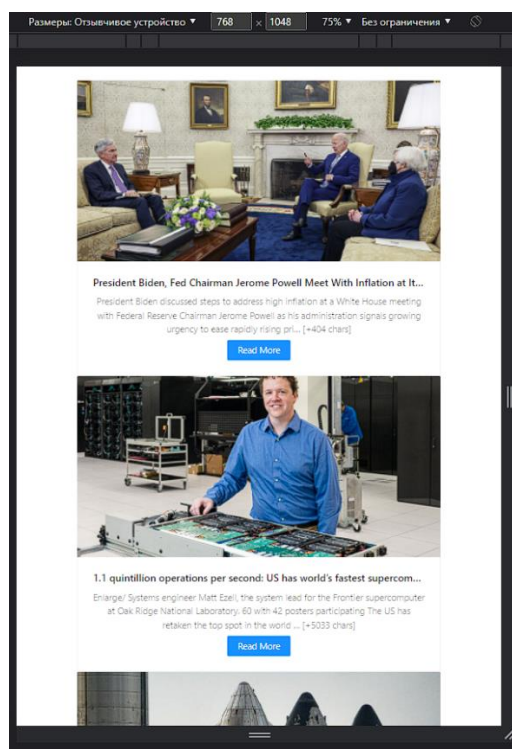 Размеры: Отзывчивое устройство ▼ 768 × 1048 75% ▼ Без ограничения ▼
President Biden, Fed Chairman Jerome Powell Meet With Inflation at It...
President Biden discussed steps to address high inflation at a White House meeting
with Federal Reserve Chairman Jerome Powell as his administration signals growing
urgency to ease rapidly rising pri... [+404 chars]
Read More
1.1 quintillion operations per second: US has world's fastest supercom...
Enlarge/ Systems engineer Matt Ezell, the system lead for the Frontier supercomputer
at Oak Ridge National Laboratory. 60 with 42 posters participating The US has
retaken the top spot in the world ... [+5033 chars]
Read More